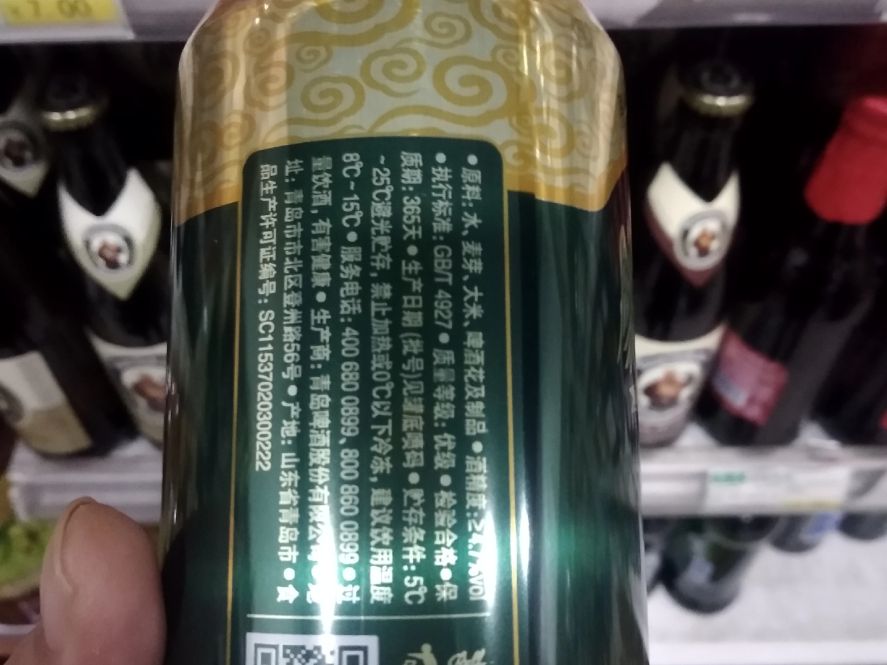 7.00
●原料：水、麦芽、大米、啤酒花及制品●酒精度：≥4.7%vol
●执行标准：GB/T 4927●质量等级：优级●检验合格●保
质期：365天●生产日期（批号）见罐底喷码●贮存条件：5℃
~25℃避光贮存，禁止加热或0℃以下冷冻，建议饮用温度
8℃~15℃●服务电话：400 680 0899、800 860 0899●过
量饮酒，有害健康●生产商：青岛啤酒股份有限公司●地
址：青岛市市北区登州路56号●产地：山东省青岛市●食
品生产许可证编号：SC11537020300222